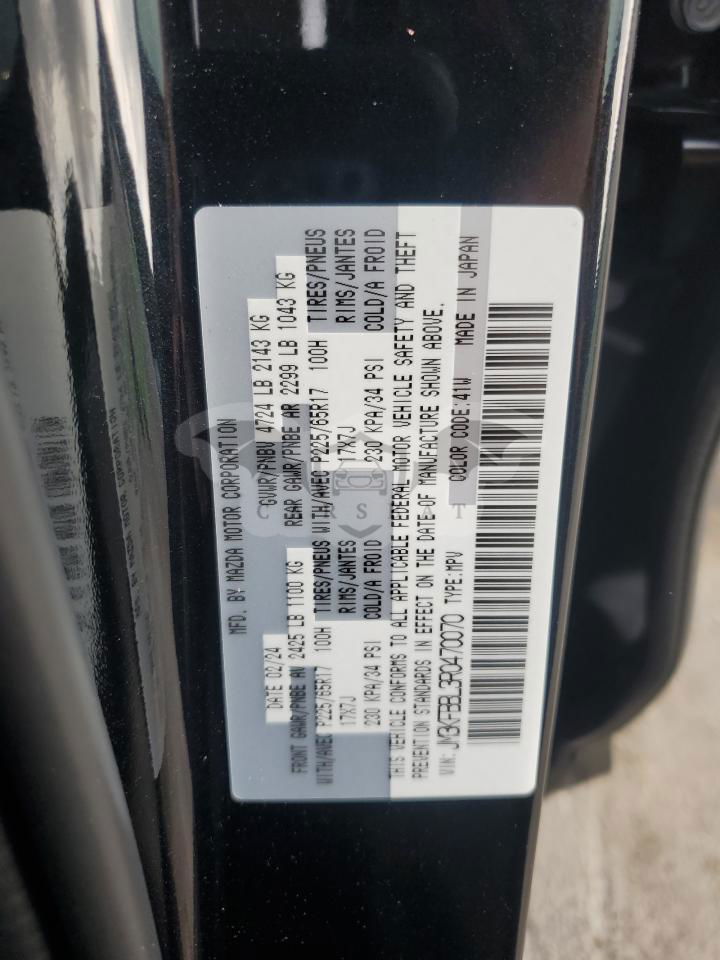 MFD. BY MAZDA MOTOR CORPORATION
DATE 02/24 GVWR/PNBV 4724 LB 2143 KG
FRONT GAWR/PNBE AV 2425 LB 1100 KG REAR GAWR/PNBE AR 2299 LB 1043 KG
WITH/AVEC P225/65R17 100H TIRES/PNEUS WITH/AVEC P225/65R17 100H TIRES/PNEUS
17X7J RIMS/JANTES 17X7J RIMS/JANTES
230 KPA/34 PSI COLD/A FROID 230 KPA/34 PSI COLD/A FROID
THIS VEHICLE CONFORMS TO ALL APPLICABLE FEDERAL MOTOR VEHICLE SAFETY AND THEFT
PREVENTION STANDARDS IN EFFECT ON THE DATE OF MANUFACTURE SHOWN ABOVE.
VIN: JM3KFBBL3R0470070 TYPE:MPV COLOR CODE:41W MADE IN JAPAN